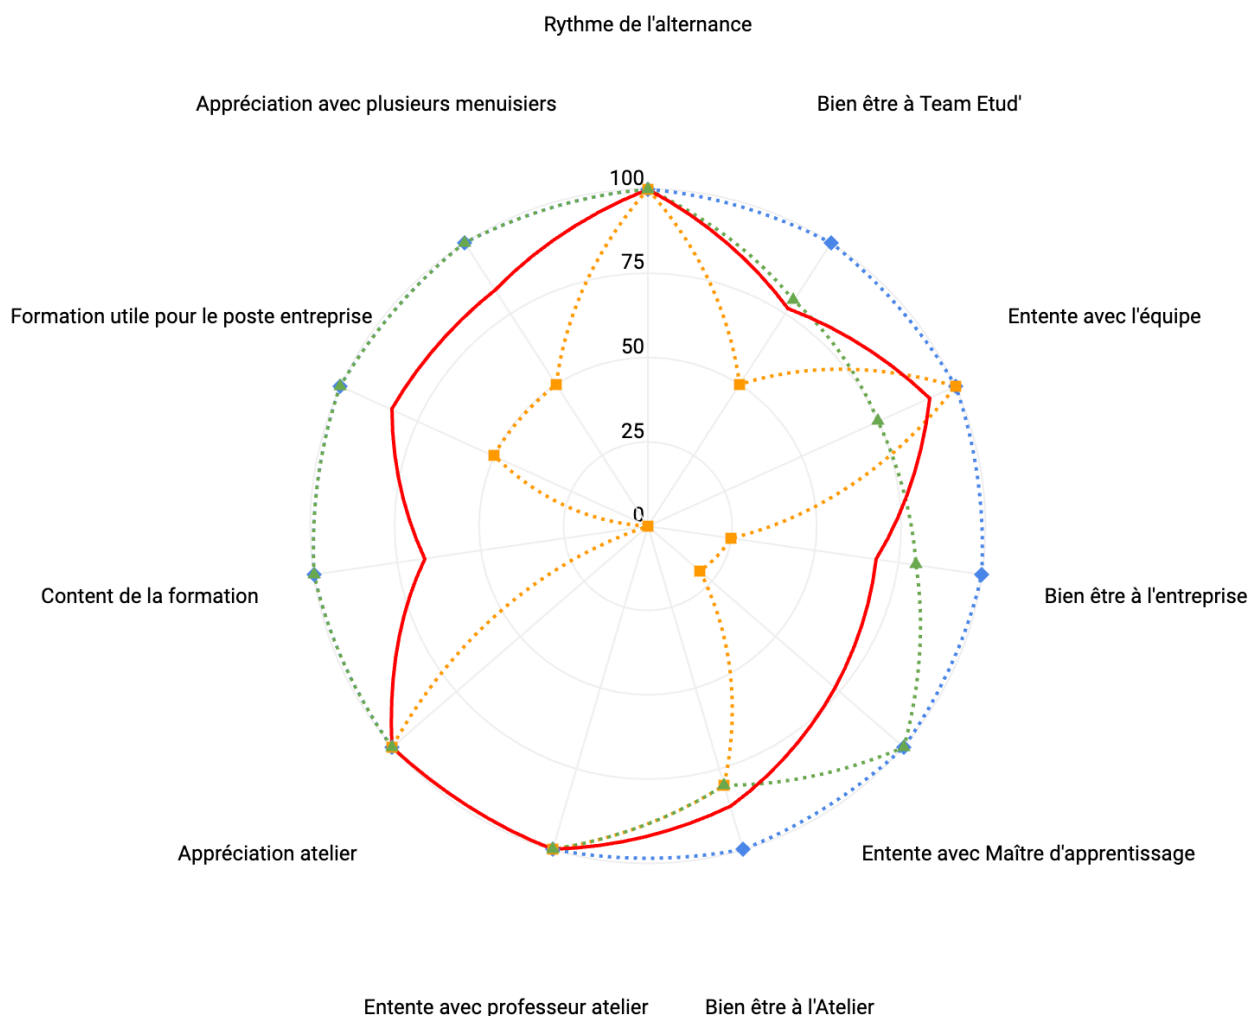 Rythme de l'alternance
Appréciation avec plusieurs menuisiers
Bien être à Team Etud'
100
75
Formation utile pour le poste entreprise
Entente avec l'équipe
50
25
0
Content de la formation
Bien être à l'entreprise
Appréciation atelier
Entente avec Maître d'apprentissage
Entente avec professeur atelier
Bien être à l'Atelier